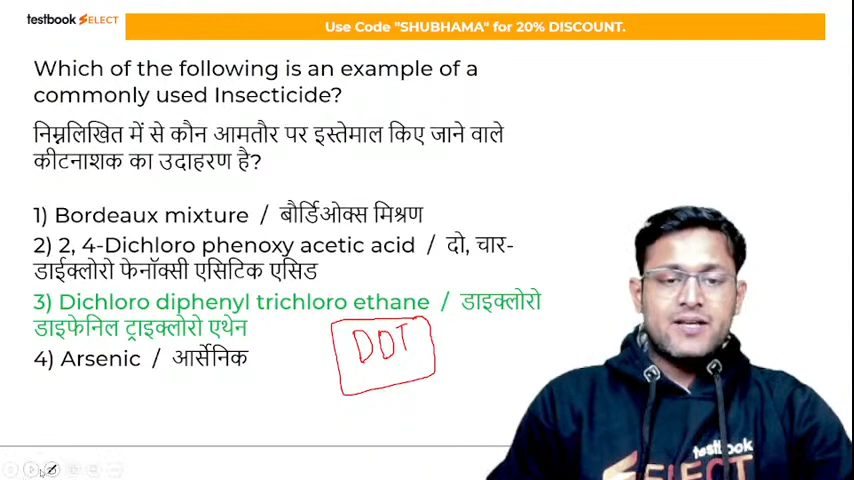 testbook SELECT
Use Code "SHUBHAMA" for 20% DISCOUNT.
Which of the following is an example of a
commonly used Insecticide?
निम्नलिखित में से कौन आमतौर पर इस्तेमाल किए जाने वाले
कीटनाशक का उदाहरण है?
1) Bordeaux mixture / बौर्डिओक्स मिश्रण
2) 2, 4-Dichloro phenoxy acetic acid / दो, चार-
डाईक्लोरो फेनॉक्सी एसिटिक एसिड
3) Dichloro diphenyl trichloro ethane / डाइक्लोरो
डाइफेनिल ट्राइक्लोरो एथेन
DDT
4) Arsenic / आर्सेनिक
testbook
SELECT